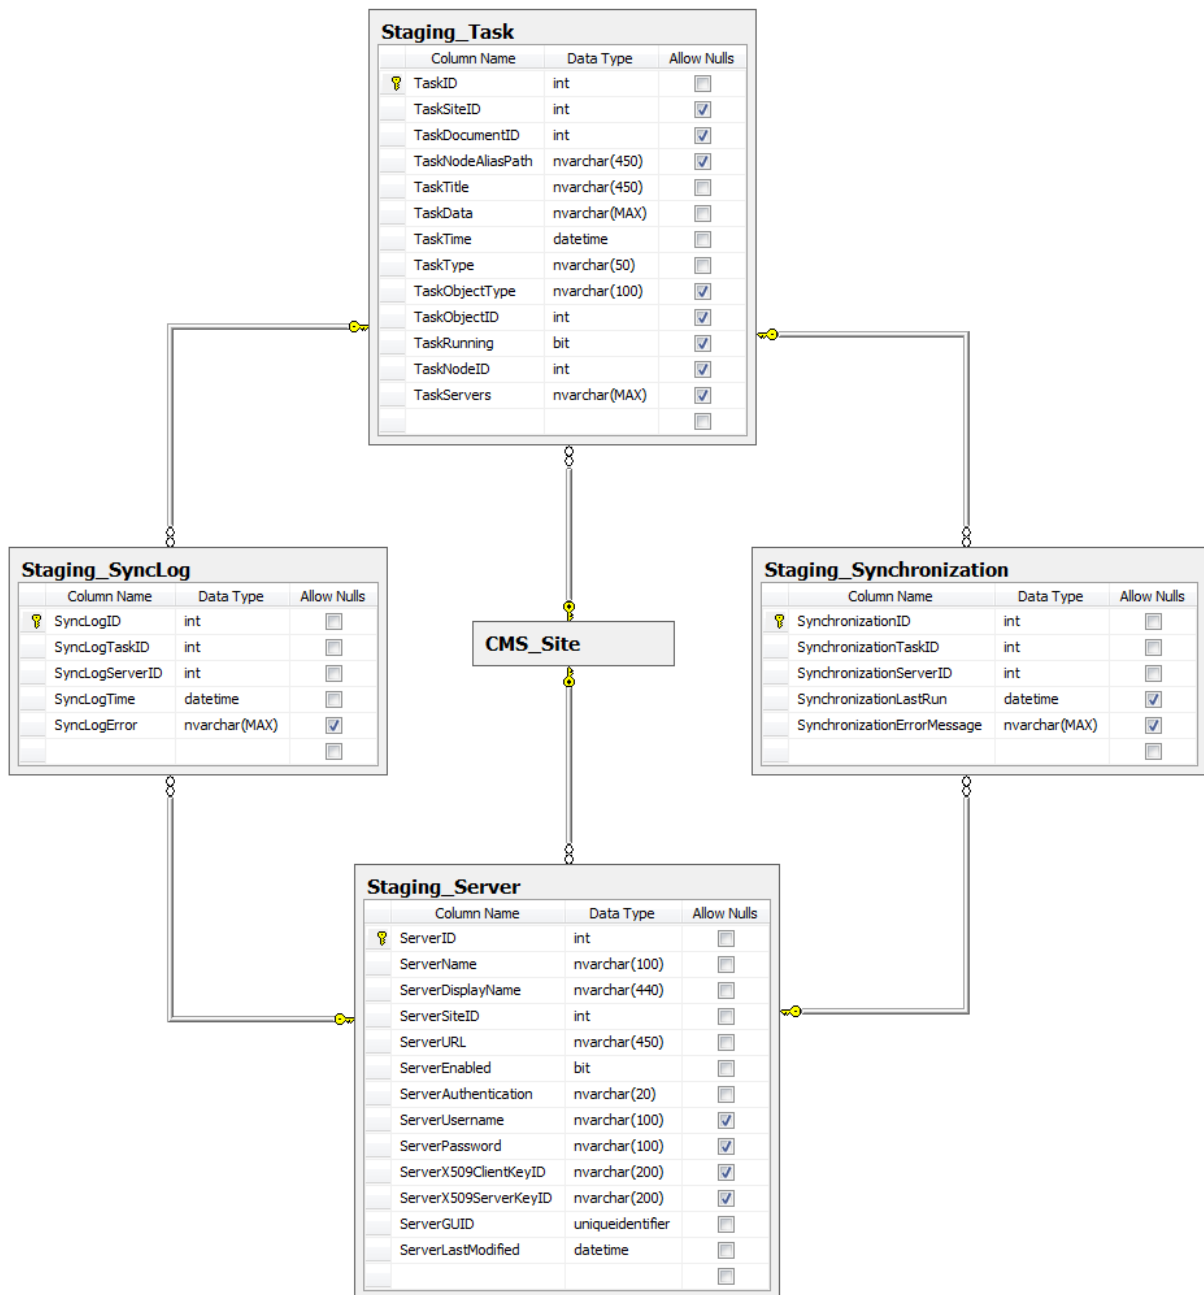 Staging_Task
Column Name Data Type Allow Nulls
TaskID int
TaskSiteID int
TaskDocumentID int
TaskNodeAliasPath nvarchar(450)
TaskTitle nvarchar(450)
TaskData nvarchar(MAX)
TaskTime datetime
TaskType nvarchar(50)
TaskObjectType nvarchar(100)
TaskObjectID int
TaskRunning bit
TaskNodeID int
TaskServers nvarchar(MAX)
Staging_SyncLog
Column Name Data Type Allow Nulls
SyncLogID int
SyncLogTaskID int
SyncLogServerID int
SyncLogTime datetime
SyncLogError nvarchar(MAX)
CMS_Site
Staging_Synchronization
Column Name Data Type Allow Nulls
SynchronizationID int
SynchronizationTaskID int
SynchronizationServerID int
SynchronizationLastRun datetime
SynchronizationErrorMessage nvarchar(MAX)
Staging_Server
Column Name Data Type Allow Nulls
ServerID int
ServerName nvarchar(100)
ServerDisplayName nvarchar(440)
ServerSiteID int
ServerURL nvarchar(450)
ServerEnabled bit
ServerAuthentication nvarchar(20)
ServerUsername nvarchar(100)
ServerPassword nvarchar(100)
ServerX509ClientKeyID nvarchar(200)
ServerX509ServerKeyID nvarchar(200)
ServerGUID uniqueidentifier
ServerLastModified datetime